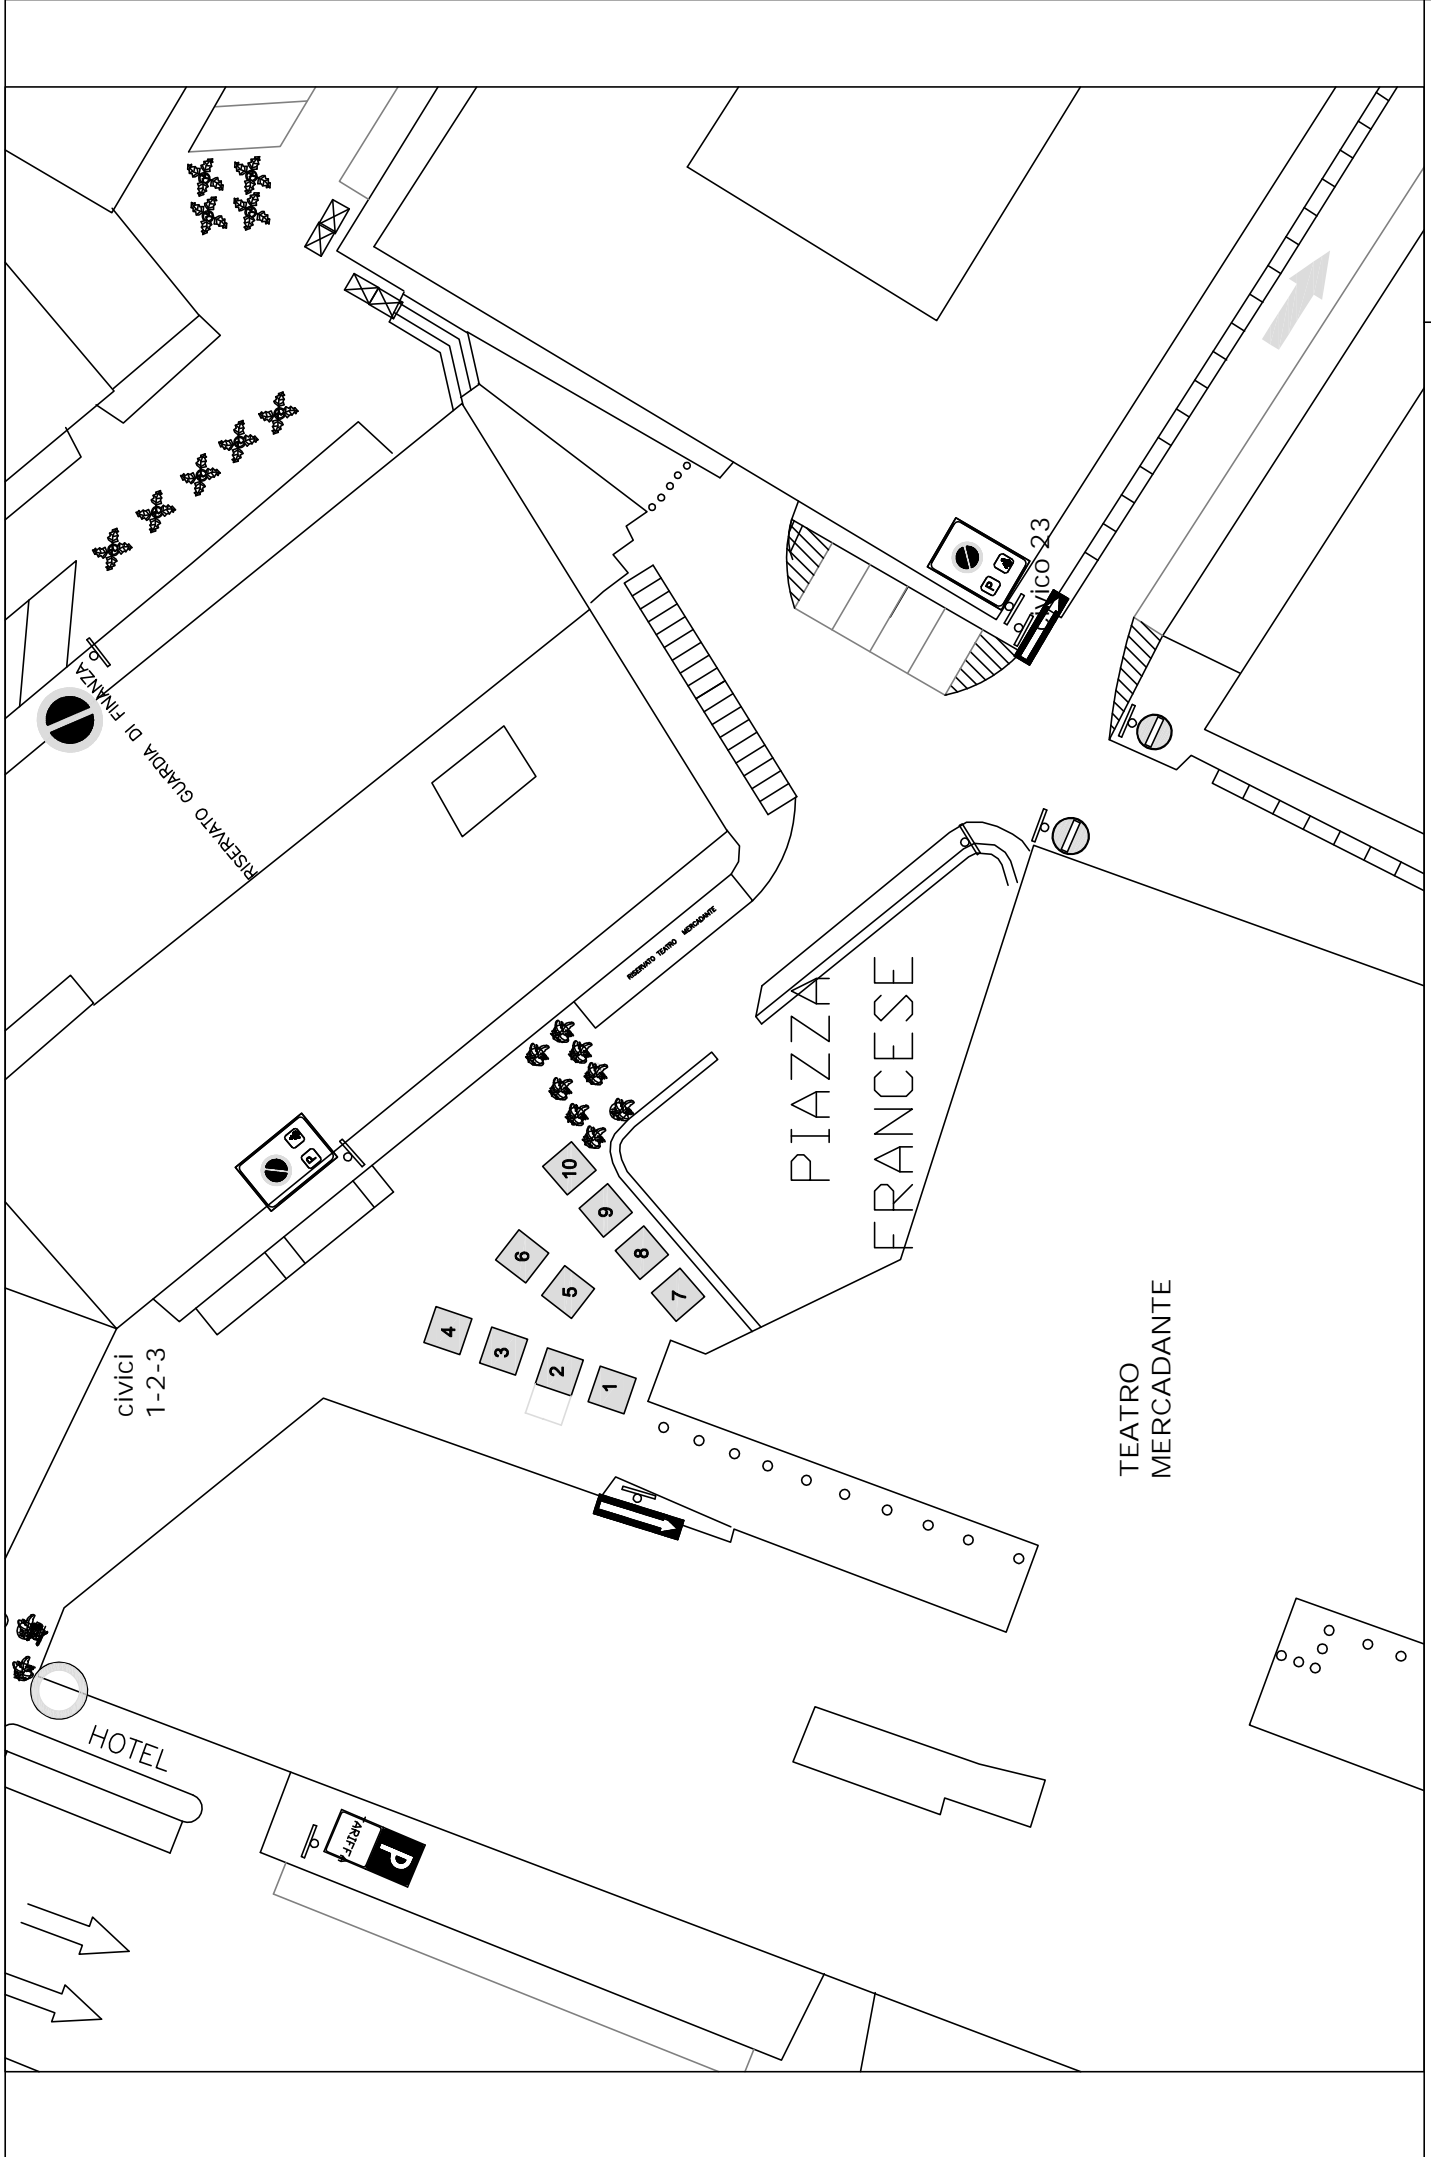 civico 23
P
RISERVATO GUARDIA DI FINANZA
RISERVATO TEATRO MERCADANTE
PIAZZA
FRANCESE
P
10
9
8
7
6
5
4
3
2
1
civici
1-2-3
TEATRO
MERCADANTE
HOTEL
TARIFFA
P